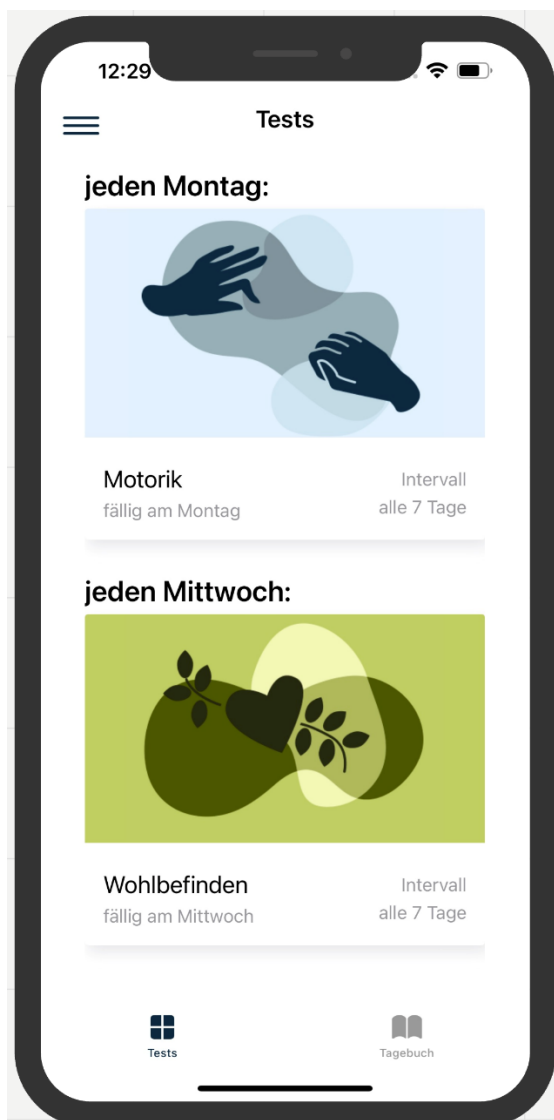 12:29
Tests
jeden Montag:
Motorik
Intervall
fällig am Montag
alle 7 Tage
jeden Mittwoch:
Wohlbefinden
Intervall
fällig am Mittwoch
alle 7 Tage
Tests
Tagebuch